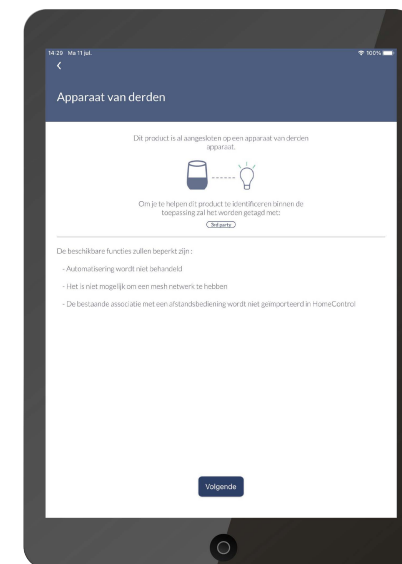 14:29 Ma 11 jul.
100%
Apparaat van derden
Dit product is al aangesloten op een apparaat van derden
apparaat.
Om je te helpen dit product te identificeren binnen de
toepassing zal het worden getagd met:
3rd party
De beschikbare functies zullen beperkt zijn :
- Automatisering wordt niet behandeld
- Het is niet mogelijk om een mesh netwerk te hebben
- De bestaande associatie met een afstandsbediening wordt niet geïmporteerd in HomeControl
Volgende